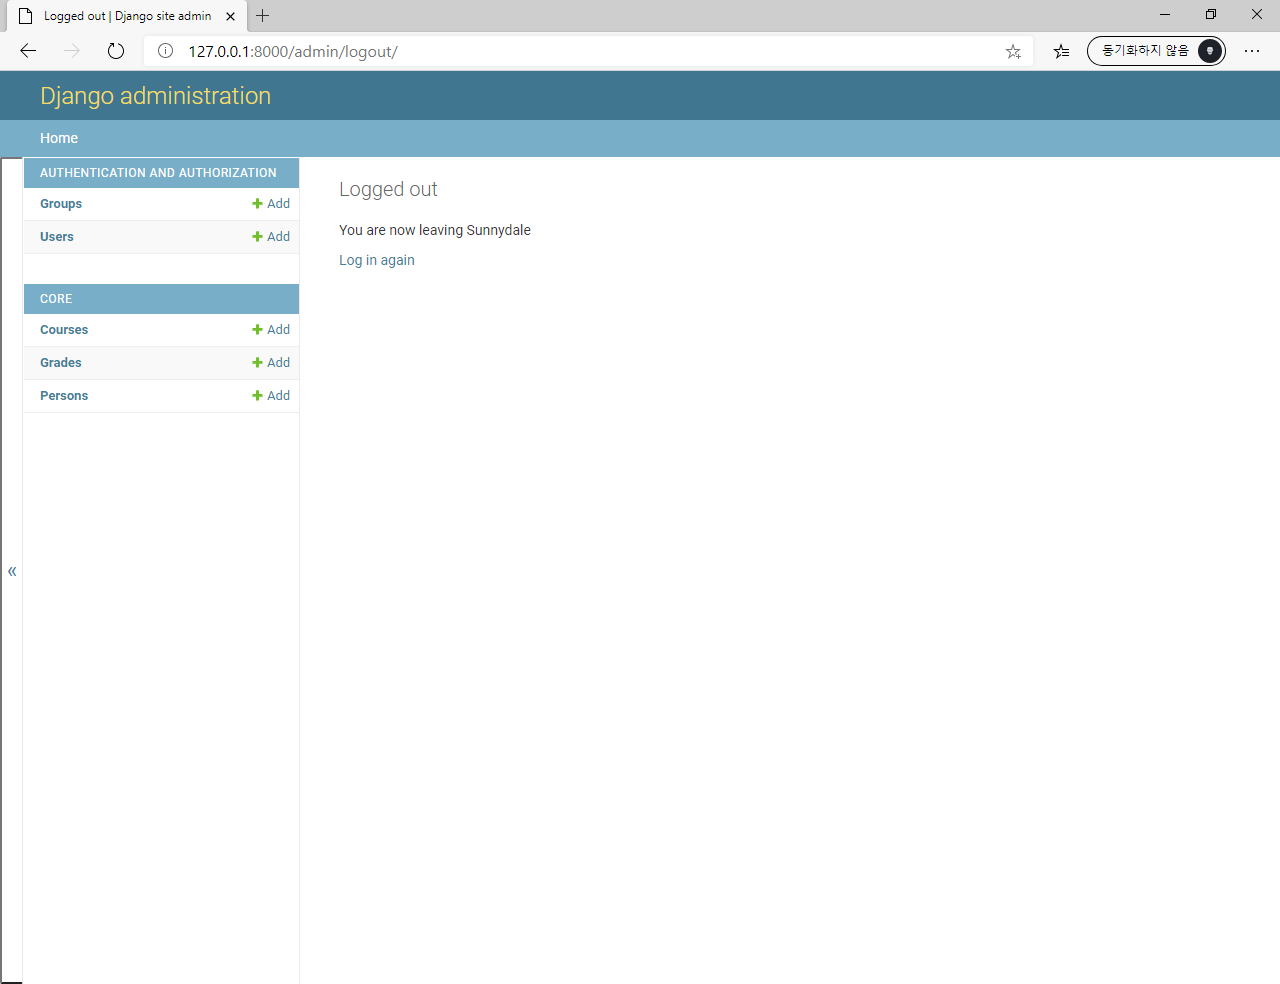 Logged out | Django site admin
127.0.0.1:8000/admin/logout/
동기화하지 않음
Django administration
Home
AUTHENTICATION AND AUTHORIZATION
Groups Add
Users Add
CORE
Courses Add
Grades Add
Persons Add
«
Logged out
You are now leaving Sunnydale
Log in again